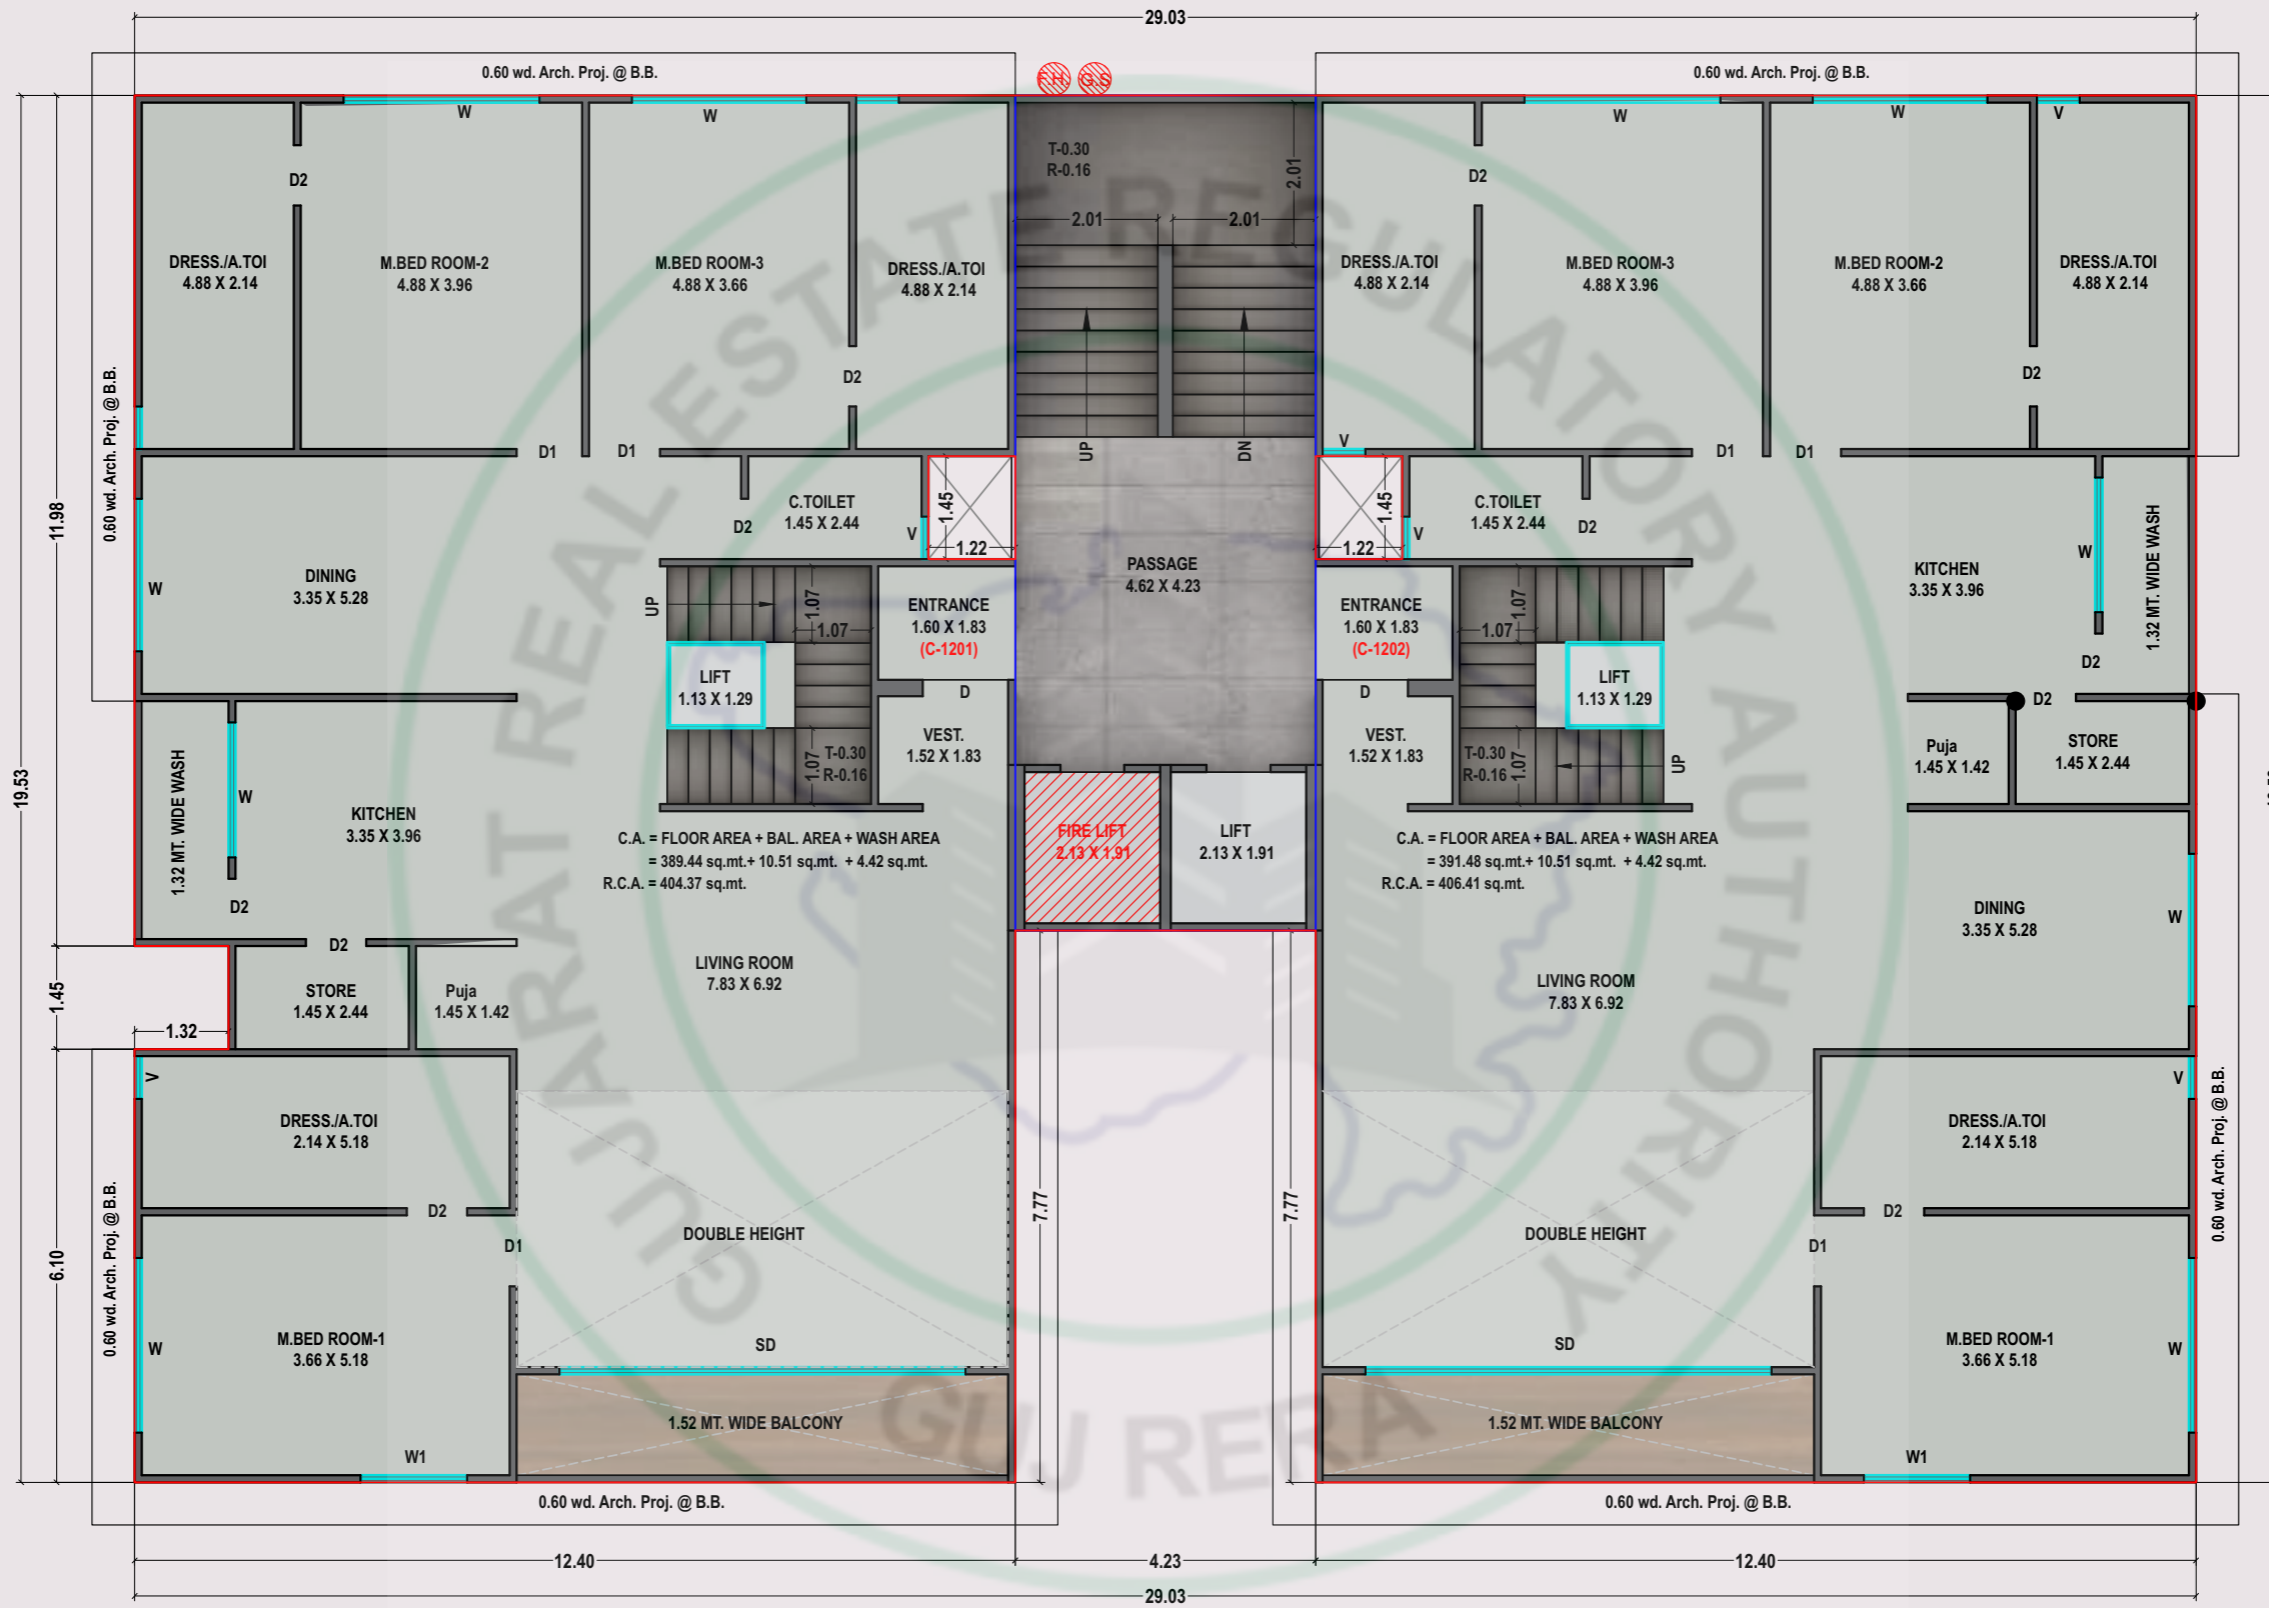 29.03
0.60 wd. Arch. Proj. @ B.B.
F.H.
G.S
0.60 wd. Arch. Proj. @ B.B.
W
W
W
W
V
T-0.30
R-0.16
2.01
2.01
2.01
D2
D2
DRESS./A.TOI
4.88 X 2.14
M.BED ROOM-2
4.88 X 3.96
M.BED ROOM-3
4.88 X 3.66
DRESS./A.TOI
4.88 X 2.14
DRESS./A.TOI
4.88 X 2.14
M.BED ROOM-3
4.88 X 3.96
M.BED ROOM-2
4.88 X 3.66
DRESS./A.TOI
4.88 X 2.14
D2
D2
0.60 wd. Arch. Proj. @ B.B.
UP
DN
D1
D1
V
D1
D1
11.98
19.53
C.TOILET
1.45 X 2.44
D2
V
1.45
1.22
1.45
1.22
V
C.TOILET
1.45 X 2.44
D2
W
DINING
3.35 X 5.28
PASSAGE
4.62 X 4.23
KITCHEN
3.35 X 3.96
W
1.32 MT. WIDE WASH
D2
UP
1.07
1.07
ENTRANCE
1.60 X 1.83
(C-1201)
ENTRANCE
1.60 X 1.83
(C-1202)
1.07
1.07
LIFT
1.13 X 1.29
D
D
LIFT
1.13 X 1.29
D2
VEST.
1.52 X 1.83
1.07
T-0.30
R-0.16
VEST.
1.52 X 1.83
T-0.30
R-0.16
1.07
UP
Puja
1.45 X 1.42
STORE
1.45 X 2.44
1.32 MT. WIDE WASH
W
KITCHEN
3.35 X 3.96
C.A. = FLOOR AREA + BAL. AREA + WASH AREA
= 389.44 sq.mt.+ 10.51 sq.mt. + 4.42 sq.mt.
R.C.A. = 404.37 sq.mt.
FIRE LIFT
2.13 X 1.91
LIFT
2.13 X 1.91
C.A. = FLOOR AREA + BAL. AREA + WASH AREA
= 391.48 sq.mt.+ 10.51 sq.mt. + 4.42 sq.mt.
R.C.A. = 406.41 sq.mt.
D2
D2
DINING
3.35 X 5.28
W
LIVING ROOM
7.83 X 6.92
LIVING ROOM
7.83 X 6.92
1.45
1.32
STORE
1.45 X 2.44
Puja
1.45 X 1.42
V
V
DRESS./A.TOI
2.14 X 5.18
DRESS./A.TOI
2.14 X 5.18
0.60 wd. Arch. Proj. @ B.B.
D2
D2
7.77
7.77
DOUBLE HEIGHT
DOUBLE HEIGHT
D1
D1
6.10
0.60 wd. Arch. Proj. @ B.B.
M.BED ROOM-1
3.66 X 5.18
W
SD
SD
M.BED ROOM-1
3.66 X 5.18
W
1.52 MT. WIDE BALCONY
1.52 MT. WIDE BALCONY
W1
W1
0.60 wd. Arch. Proj. @ B.B.
0.60 wd. Arch. Proj. @ B.B.
12.40
4.23
12.40
29.03
GUJARAT REAL ESTATE REGULATORY AUTHORITY
GUJ RERA